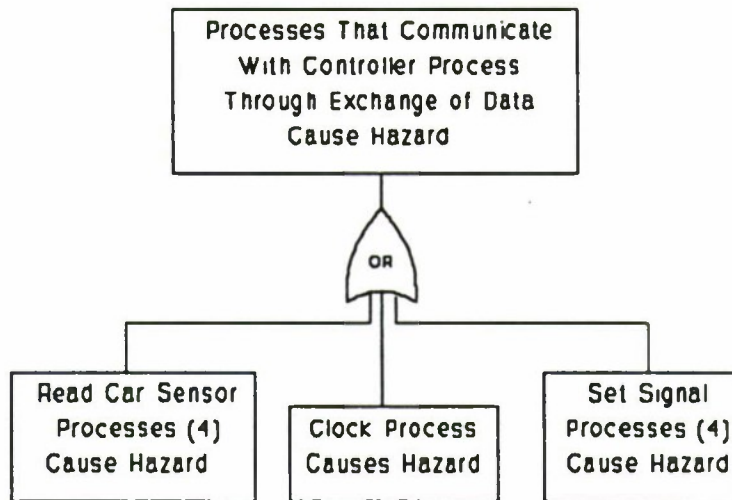 Processes That Communicate
With Controller Process
Through Exchange of Data
Cause Hazard
OR
Read Car Sensor
Processes (4)
Cause Hazard
Clock Process
Causes Hazard
Set Signal
Processes (4)
Cause Hazard